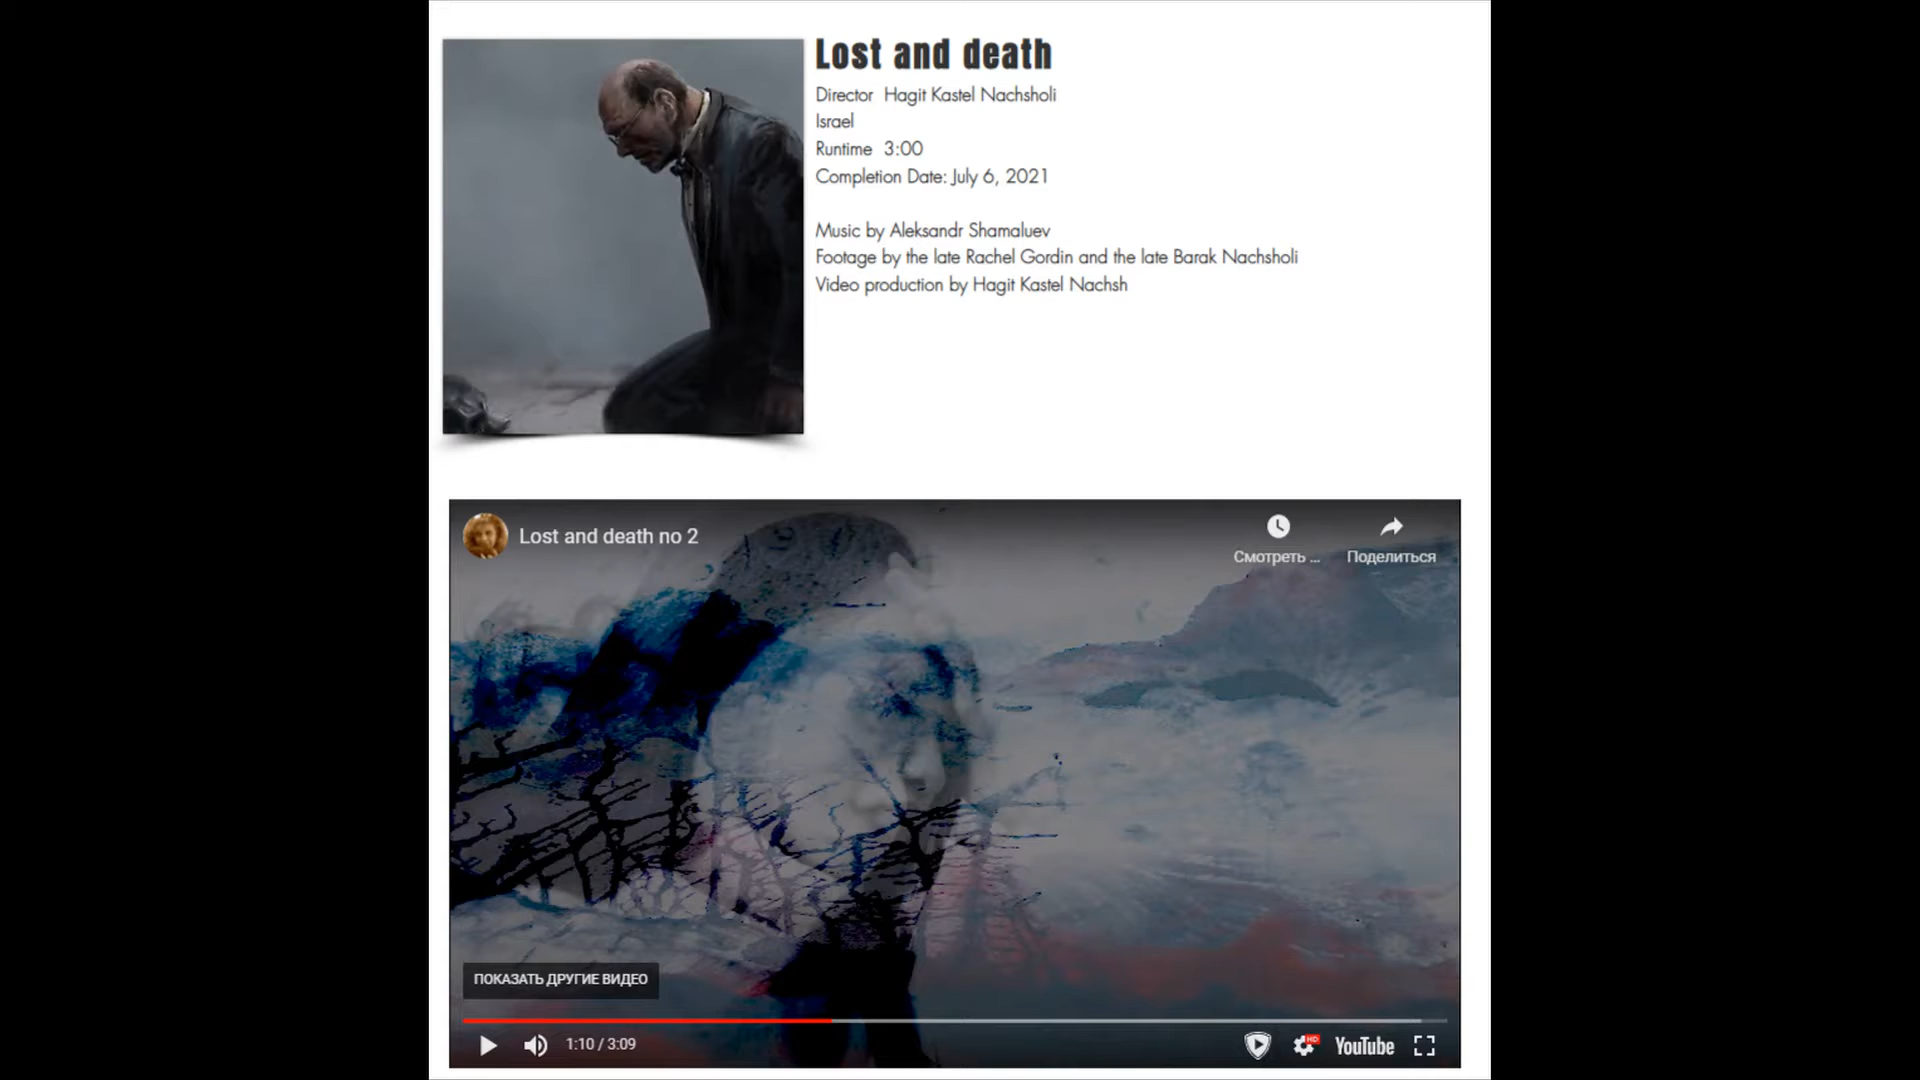 Lost and death
Director Hagit Kastel Nachsholi
Israel
Runtime 3:00
Completion Date: July 6, 2021
Music by Aleksandr Shamaluev
Footage by the late Rachel Gordin and the late Barak Nachsholi
Video production by Hagit Kastel Nachsh
Lost and death no 2
Смотреть ...
Поделиться
ПОКАЗАТЬ ДРУГИЕ ВИДЕО
1:10 / 3:09
HD
YouTube